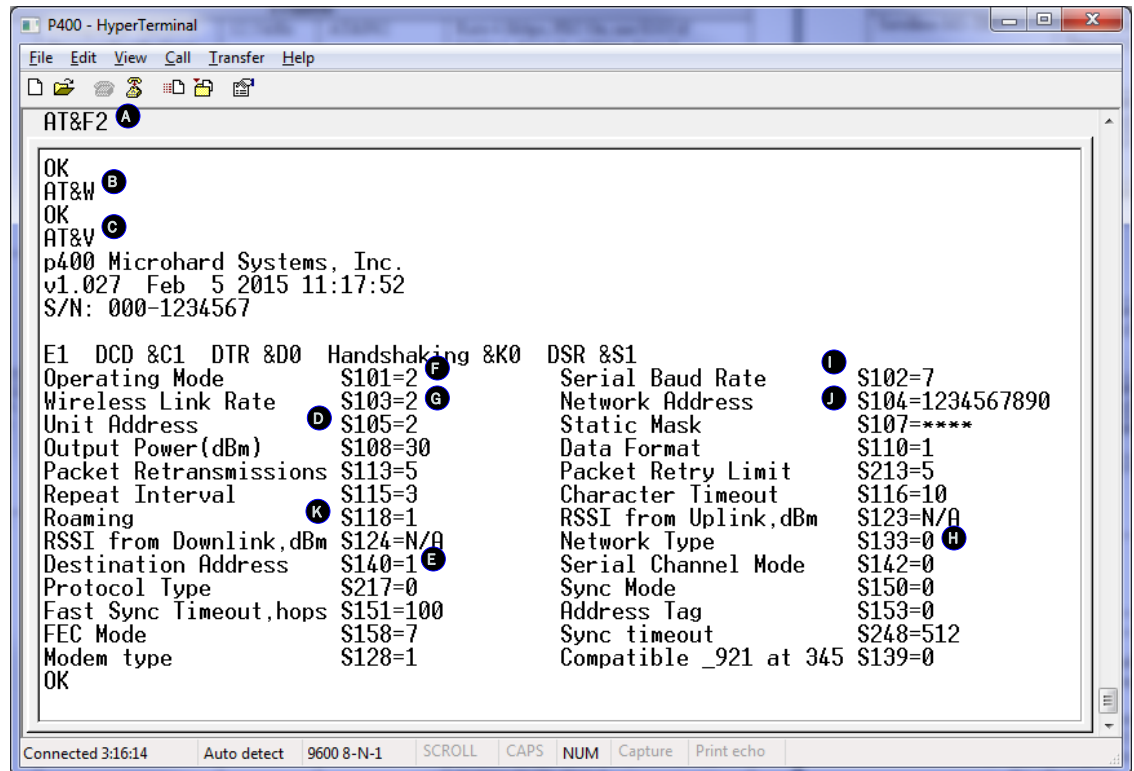 P400 - HyperTerminal
File Edit View Call Transfer Help
AT&F2 A
OK
AT&W B
OK
AT&V C
p400 Microhard Systems, Inc.
v1.027 Feb 5 2015 11:17:52
S/N: 000-1234567
E1 DCD &C1 DTR &D0 Handshaking &K0 DSR &S1
Operating Mode S101=2 F Serial Baud Rate I S102=7
Wireless Link Rate S103=2 G Network Address J S104=1234567890
Unit Address D S105=2 Static Mask S107=****
Output Power(dBm) S108=30 Data Format S110=1
Packet Retransmissions S113=5 Packet Retry Limit S213=5
Repeat Interval S115=3 Character Timeout S116=10
Roaming K S118=1 RSSI from Uplink,dBm S123=N/A
RSSI from Downlink,dBm S124=N/A Network Type S133=0 H
Destination Address S140=1 E Serial Channel Mode S142=0
Protocol Type S217=0 Sync Mode S150=0
Fast Sync Timeout,hops S151=100 Address Tag S153=0
FEC Mode S158=7 Sync timeout S248=512
Modem type S128=1 Compatible _921 at 345 S139=0
OK
Connected 3:16:14 Auto detect 9600 8-N-1 SCROLL CAPS NUM Capture Print echo